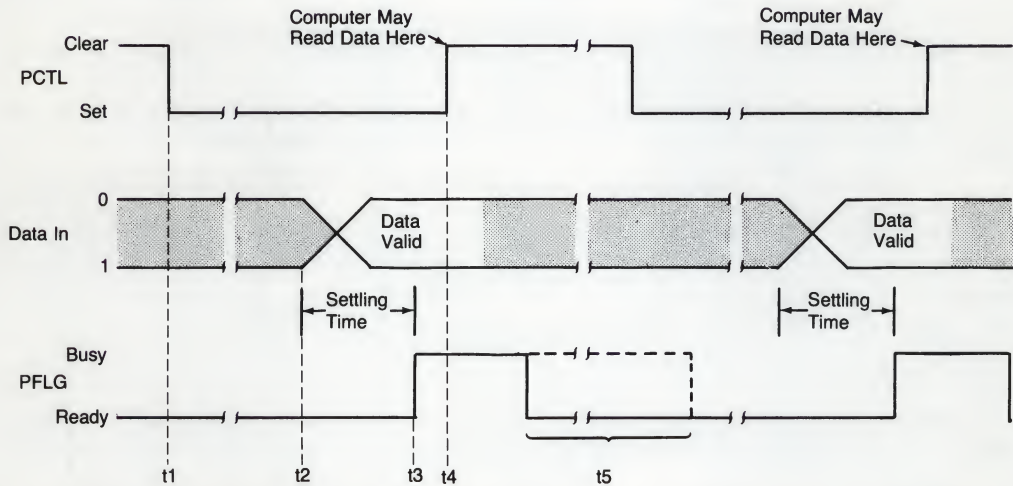 Computer May
Read Data Here
Computer May
Read Data Here
Clear
PCTL
Set
0
Data In
1
Data
Valid
Data
Valid
Settling
Time
Settling
Time
Busy
PFLG
Ready
t1
t2
t3
t4
t5